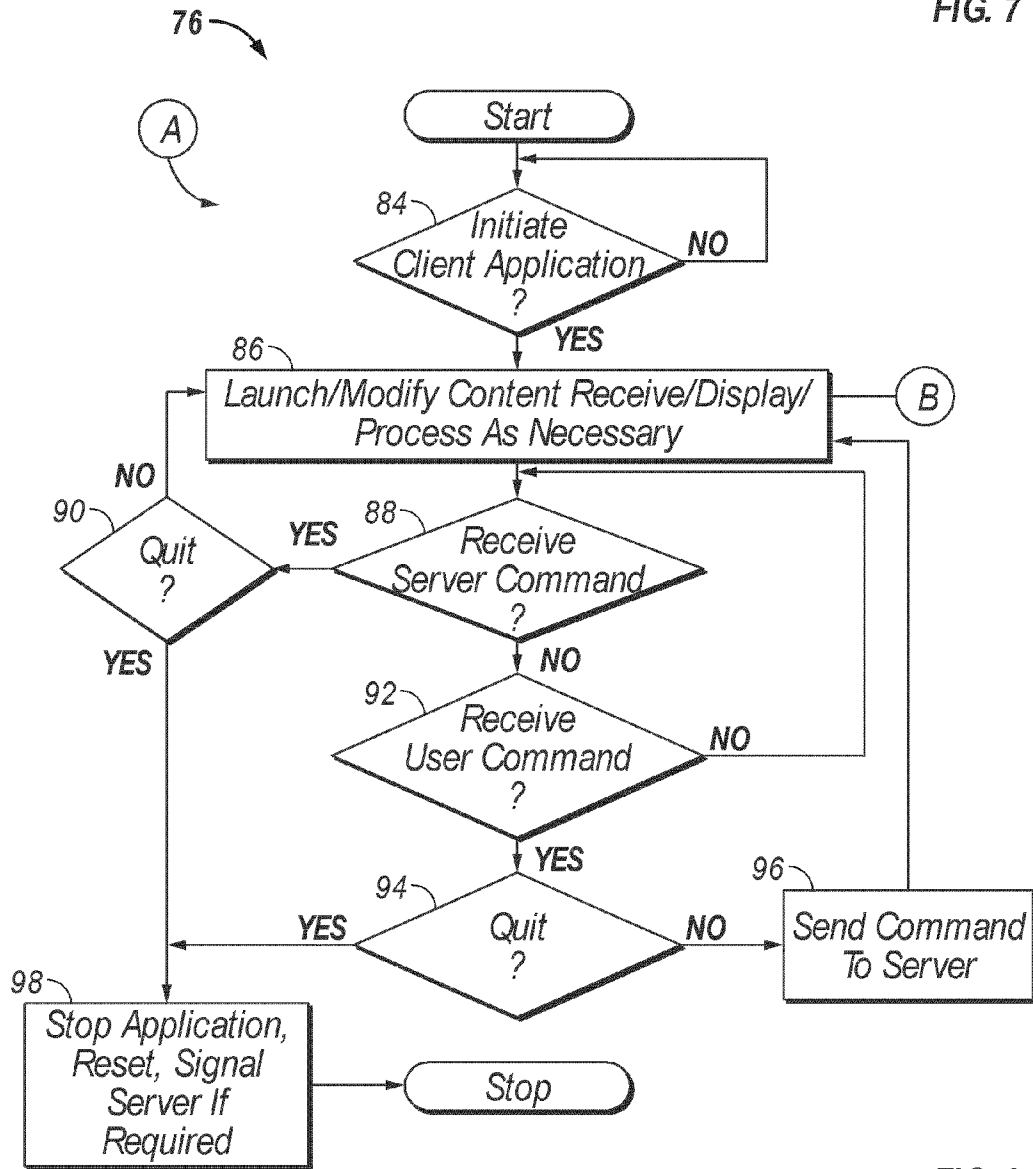 76
FIG. 7
A
Start
84
Initiate
Client Application
?
NO
YES
86
Launch/Modify Content Receive/Display/
Process As Necessary
B
NO
90
Quit
?
YES
88
Receive
Server Command
?
YES
NO
92
Receive
User Command
?
NO
YES
94
Quit
?
YES
NO
96
Send Command
To Server
98
Stop Application,
Reset, Signal
Server If
Required
Stop